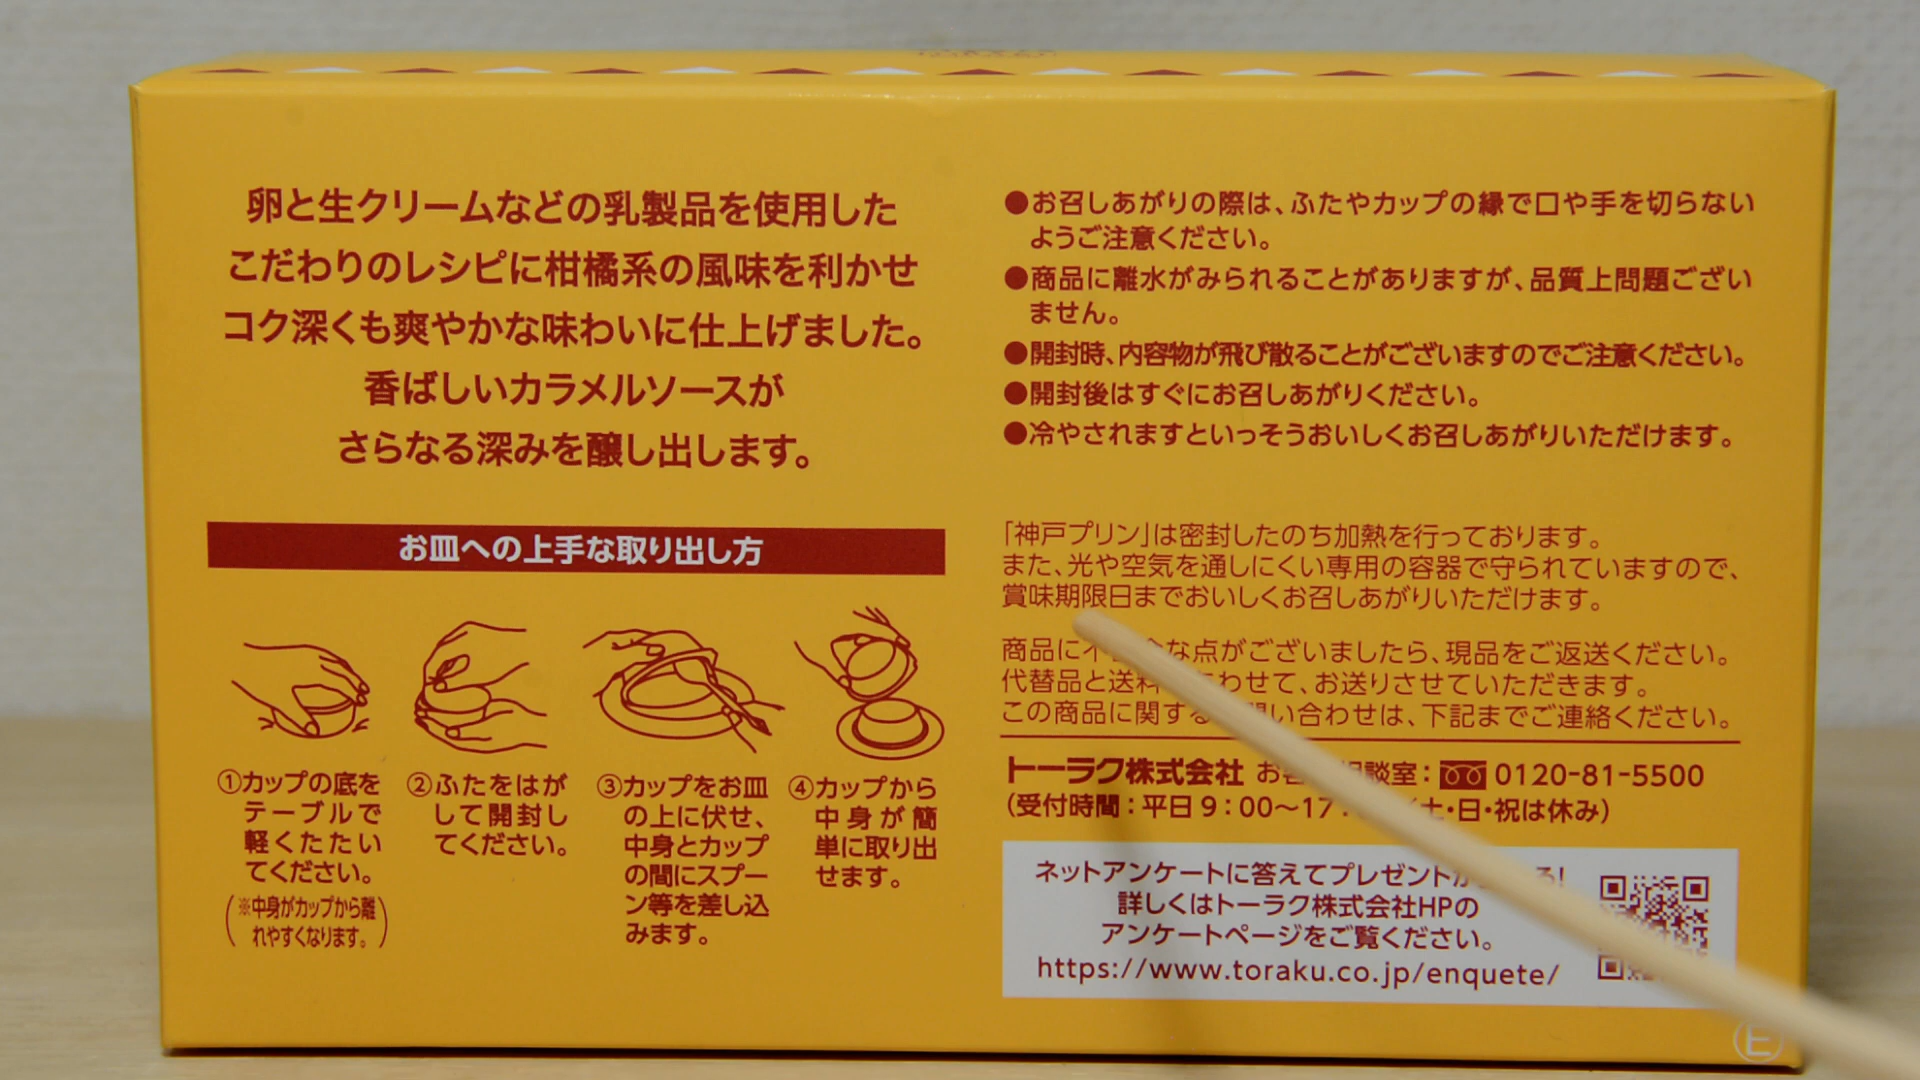 卵と生クリームなどの乳製品を使用した
こだわりのレシピに柑橘系の風味を利かせ
コク深くも爽やかな味わいに仕上げました。
香ばしいカラメルソースが
さらなる深みを醸し出します。
お皿への上手な取り出し方
①カップの底を
テーブルで
軽くたたい
てください。
(※中身がカップから離
れやすくなります。)
②ふたをはが
して開封し
てください。
③カップをお皿
の上に伏せ、
中身とカップ
の間にスプー
ン等を差し込
みます。
④カップから
中身が簡
単に取り出
せます。
●お召しあがりの際は、ふたやカップの縁で口や手を切らない
ようご注意ください。
●商品に離水がみられることがありますが、品質上問題ござい
ません。
●開封時、内容物が飛び散ることがございますのでご注意ください。
●開封後はすぐにお召しあがりください。
●冷やされますといっそうおいしくお召しあがりいただけます。
「神戸プリン」は密封したのち加熱を行っております。
また、光や空気を通しにくい専用の容器で守られていますので、
賞味期限日までおいしくお召しあがりいただけます。
商品に な点がございましたら、現品をご返送ください。
代替品と送料 わせて、お送りさせていただきます。
この商品に関する 問い合わせは、下記までご連絡ください。
トーラク株式会社 お 談室: 0120-81-5500
(受付時間:平日9:00〜17: 土・日・祝は休み)
ネットアンケートに答えてプレゼントが る!
詳しくはトーラク株式会社HPの
アンケートページをご覧ください。
https://www.toraku.co.jp/enquete/
E